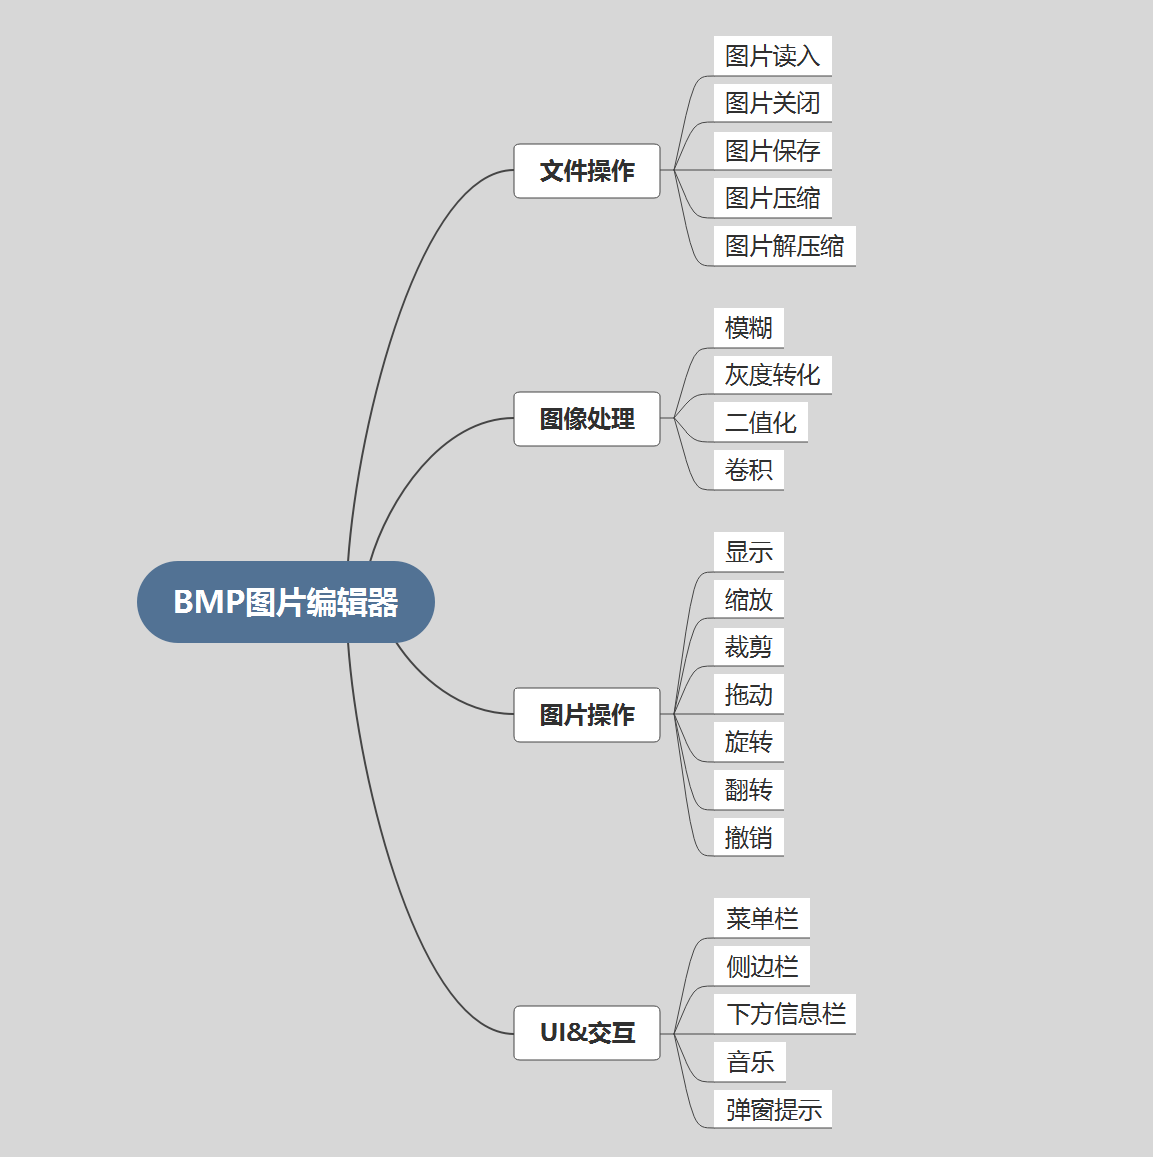 BMP图片编辑器
文件操作
图片读入
图片关闭
图片保存
图片压缩
图片解压缩
图像处理
模糊
灰度转化
二值化
卷积
图片操作
显示
缩放
裁剪
拖动
旋转
翻转
撤销
UI&交互
菜单栏
侧边栏
下方信息栏
音乐
弹窗提示